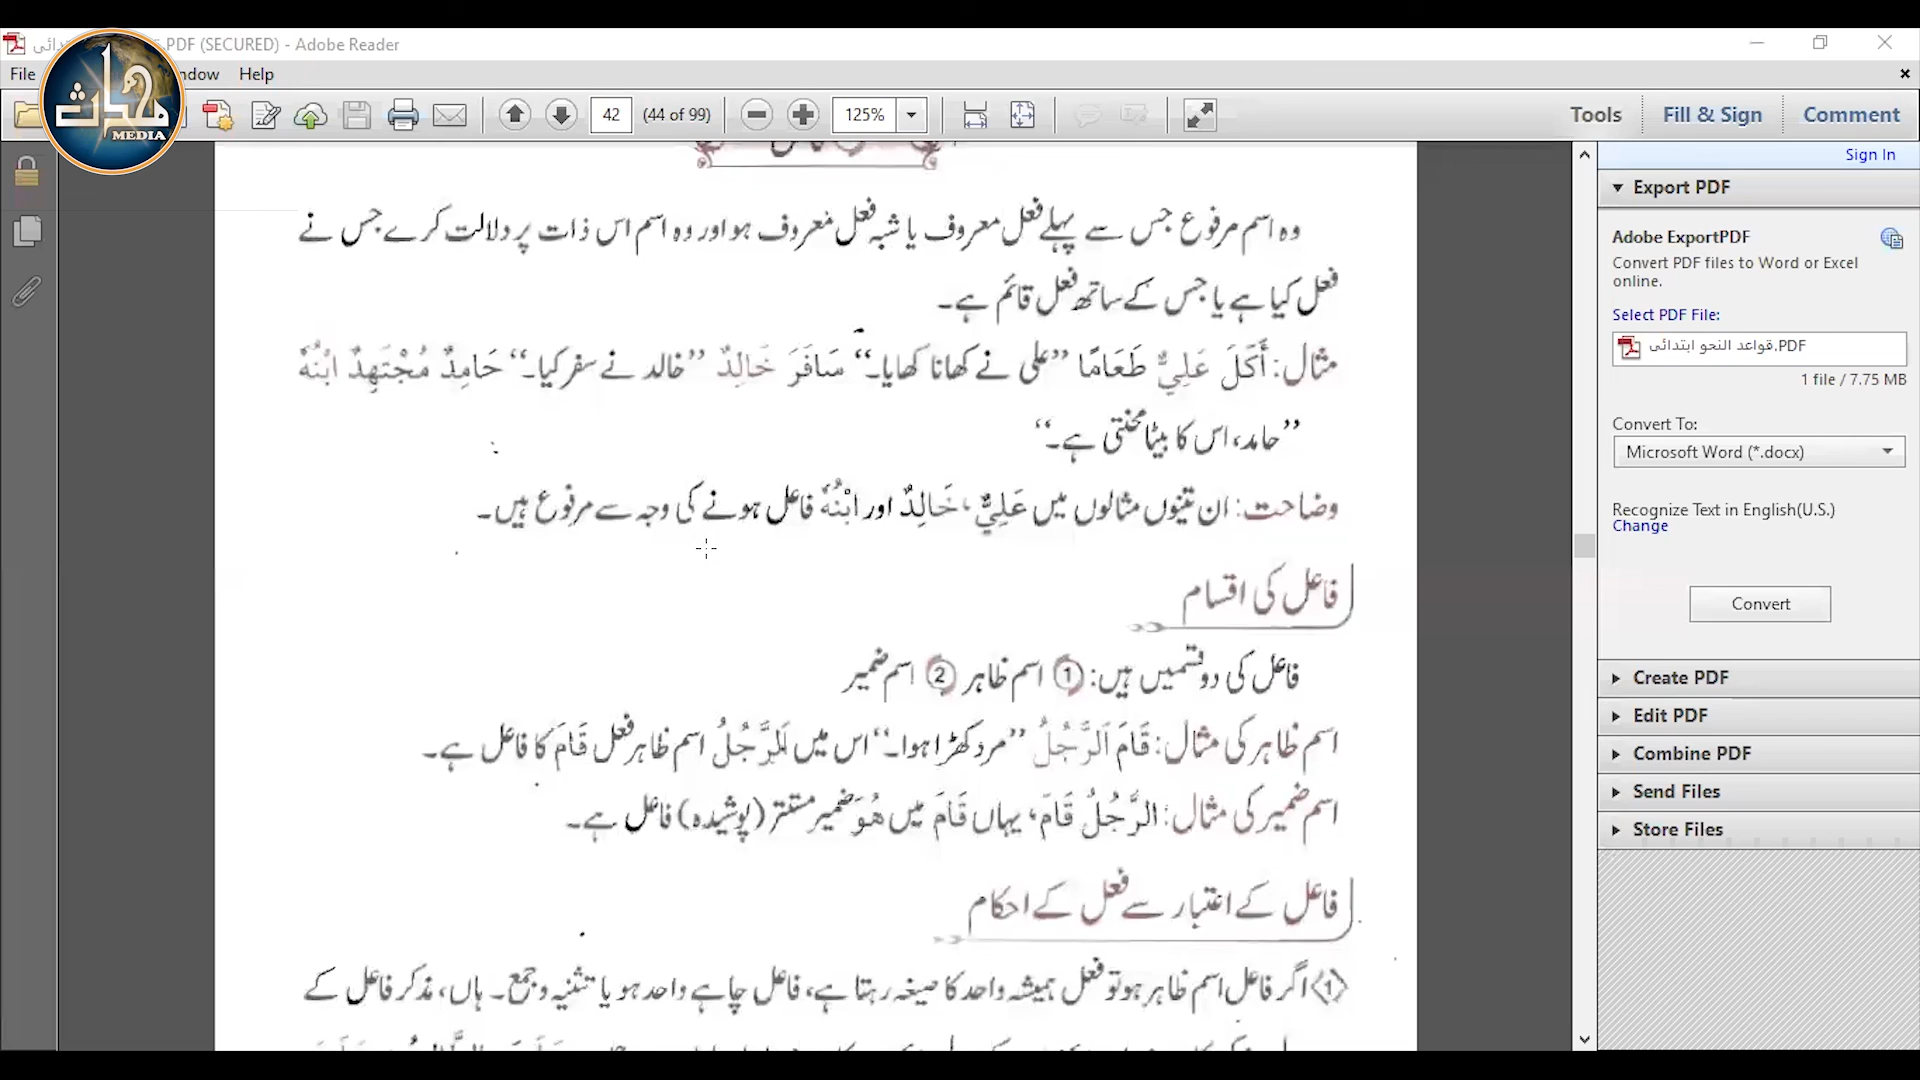 قواعد النحو ابتدائی.PDF (SECURED) - Adobe Reader
File Window Help
42 (44 of 99) 125% Tools Fill & Sign Comment
MEDIA
Sign In
Export PDF
Adobe ExportPDF
Convert PDF files to Word or Excel
online.
Select PDF File:
قواعد النحو ابتدائی.PDF
1 file / 7.75 MB
Convert To:
Microsoft Word (*.docx)
Recognize Text in English(U.S.)
Change
Convert
Create PDF
Edit PDF
Combine PDF
Send Files
Store Files
وہ اسم مرفوع جس سے پہلے فعل معروف یا شبہ فعل معروف ہو اور وہ اسم اس ذات پر دلالت کرے جس نے
فعل کیا ہے یا جس کے ساتھ فعل قائم ہے۔
مثال: أَكَلَ عَلِيٌّ طَعَامًا ”علی نے کھانا کھایا۔“ سَافَرَ خَالِدٌ ”خالد نے سفر کیا۔“ حَامِدٌ مُجْتَهِدٌ ابْنُهُ
”حامد، اس کا بیٹا محنتی ہے۔“
وضاحت: ان تینوں مثالوں میں عَلِيٌّ، خَالِدٌ اور ابْنُهُ فاعل ہونے کی وجہ سے مرفوع ہیں۔
فاعل کی اقسام
فاعل کی دو قسمیں ہیں: ① اسم ظاہر ② اسم ضمیر
اسم ظاہر کی مثال: قَامَ الرَّجُلُ ”مرد کھڑا ہوا۔“ اس میں الرَّجُلُ اسم ظاہر فعل قَامَ کا فاعل ہے۔
اسم ضمیر کی مثال: الرَّجُلُ قَامَ، یہاں قَامَ میں هُوَ ضمیر مستتر (پوشیدہ) فاعل ہے۔
فاعل کے اعتبار سے فعل کے احکام
⟨1⟩ اگر فاعل اسم ظاہر ہو تو فعل ہمیشہ واحد کا صیغہ رہتا ہے، فاعل چاہے واحد ہو یا تثنیہ و جمع۔ ہاں، مذکر فاعل کے